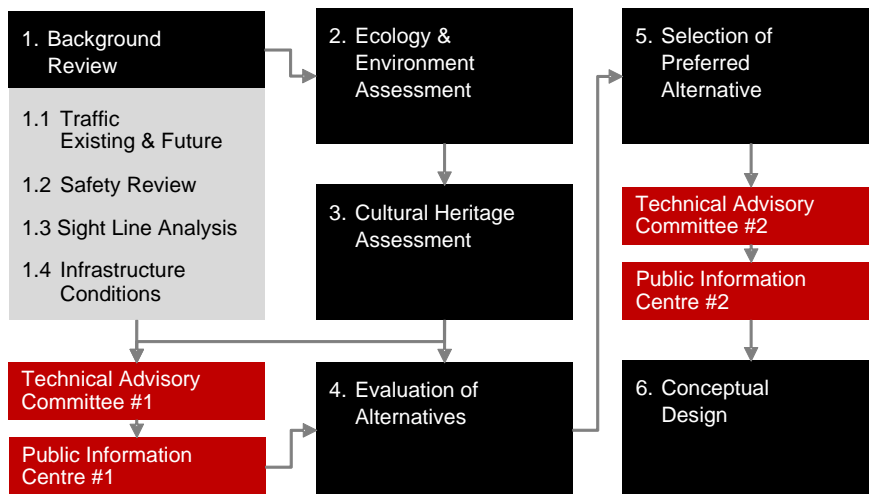 1. Background
Review
1.1 Traffic
Existing & Future
1.2 Safety Review
1.3 Sight Line Analysis
1.4 Infrastructure
Conditions
Technical Advisory
Committee #1
Public Information
Centre #1
2. Ecology &
Environment
Assessment
3. Cultural Heritage
Assessment
4. Evaluation of
Alternatives
5. Selection of
Preferred
Alternative
Technical Advisory
Committee #2
Public Information
Centre #2
6. Conceptual
Design